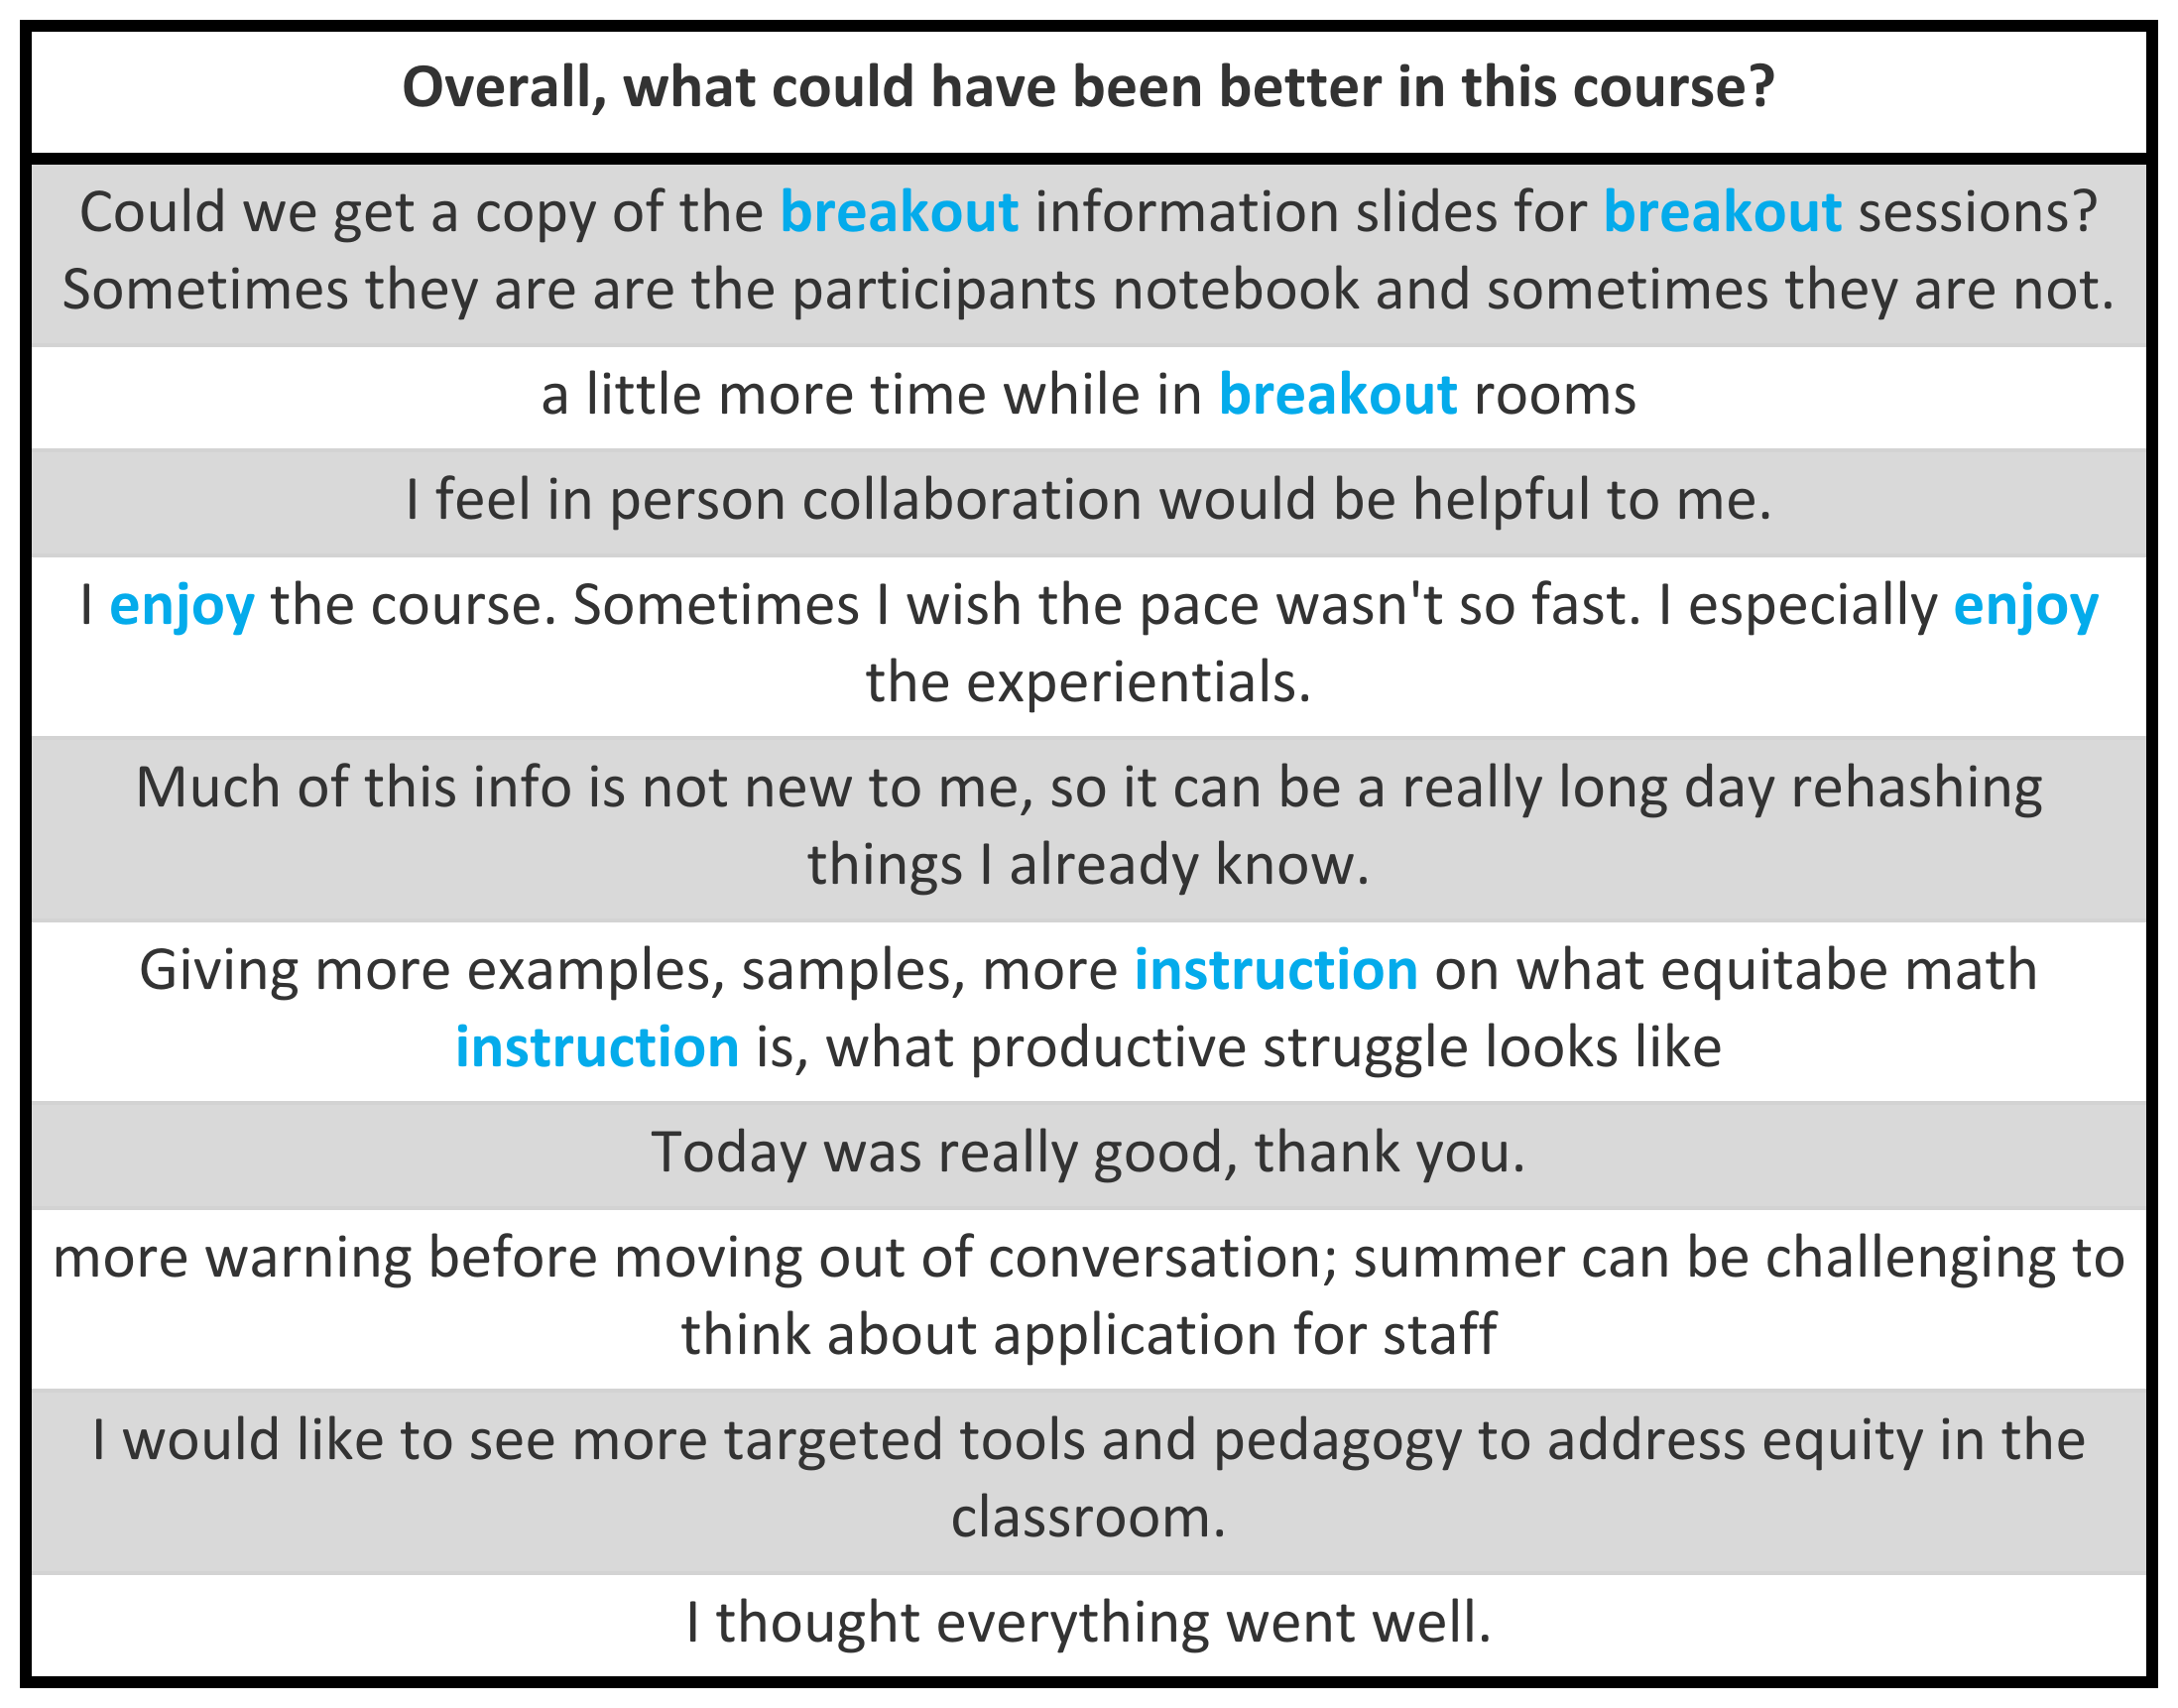 Overall, what could have been better in this course?
Could we get a copy of the breakout information slides for breakout sessions?
Sometimes they are are the participants notebook and sometimes they are not.
a little more time while in breakout rooms
I feel in person collaboration would be helpful to me.
I enjoy the course. Sometimes I wish the pace wasn't so fast. I especially enjoy
the experientials.
Much of this info is not new to me, so it can be a really long day rehashing
things I already know.
Giving more examples, samples, more instruction on what equitabe math
instruction is, what productive struggle looks like
Today was really good, thank you.
more warning before moving out of conversation; summer can be challenging to
think about application for staff
I would like to see more targeted tools and pedagogy to address equity in the
classroom.
I thought everything went well.